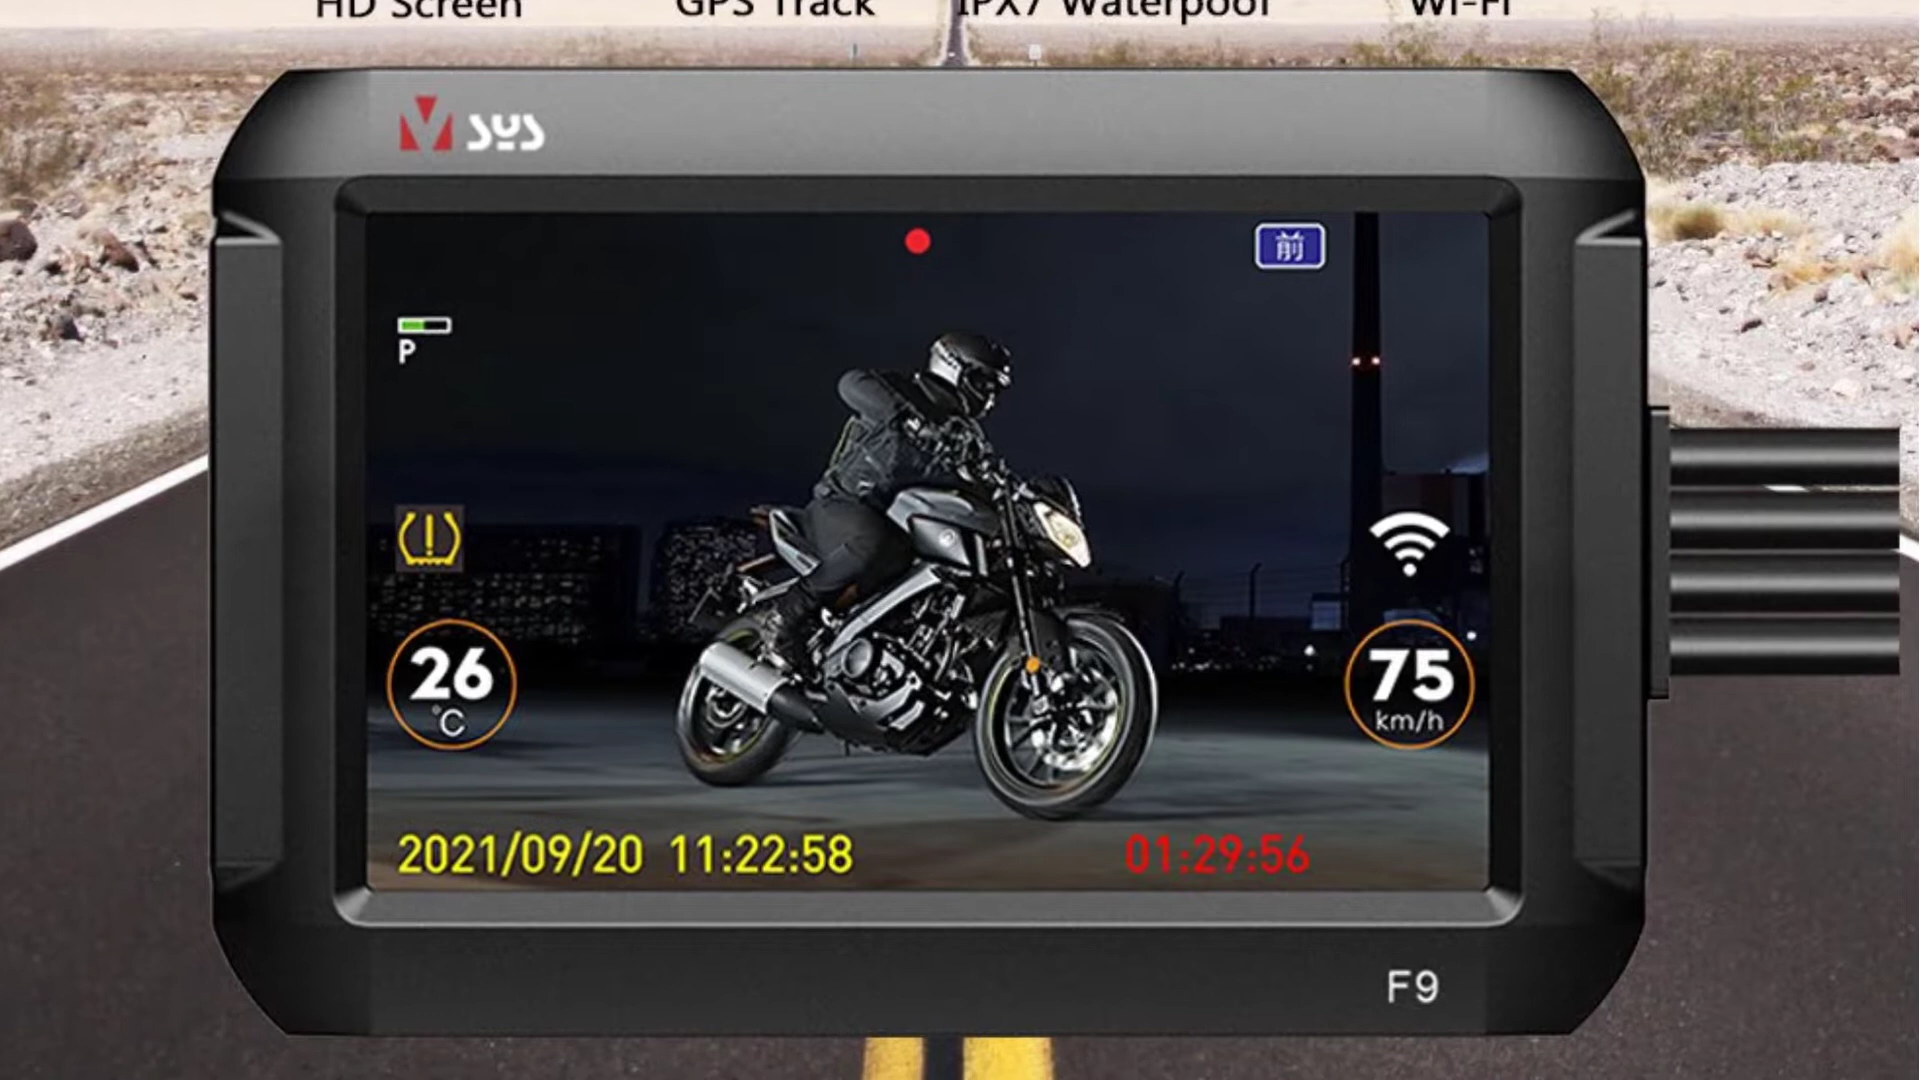 HD Screen GPS Track IPX7 Waterpoof Wi-Fi
sys
前
P
26
°C
75
km/h
2021/09/20 11:22:58 01:29:56
F9